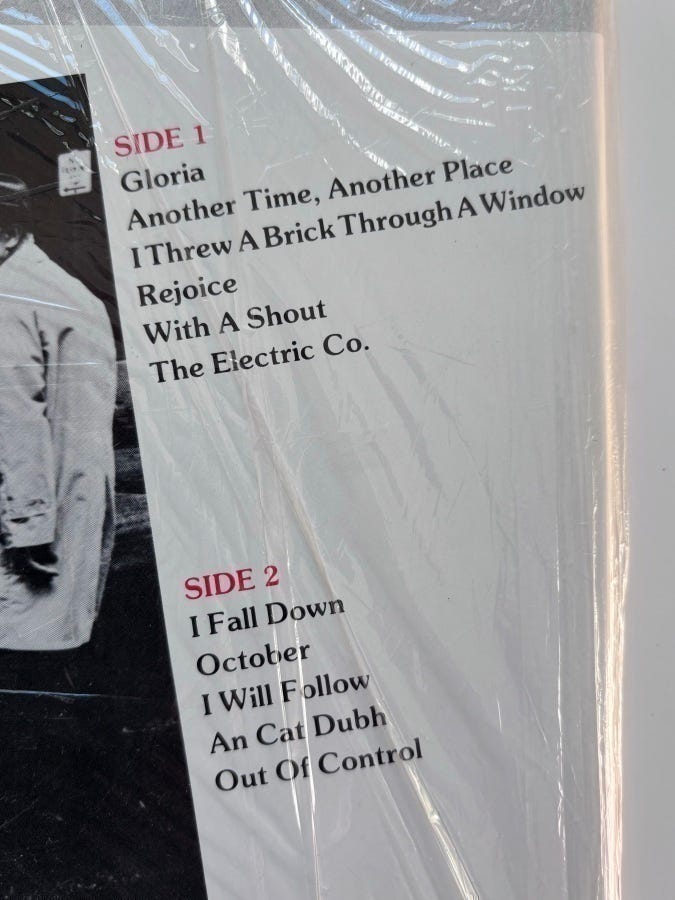 SIDE 1
Gloria
Another Time, Another Place
I Threw A Brick Through A Window
Rejoice
With A Shout
The Electric Co.
SIDE 2
I Fall Down
October
I Will Follow
An Cat Dubh
Out Of Control